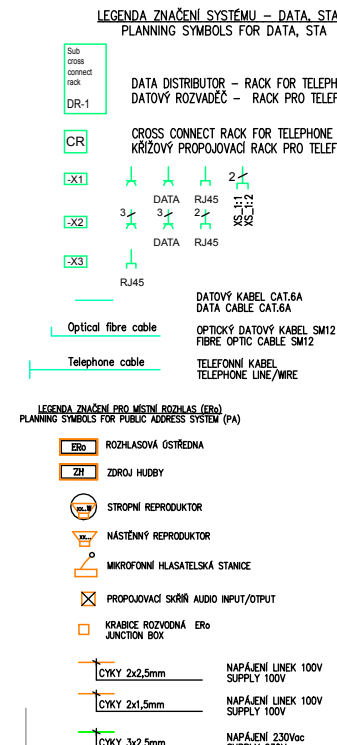 LEGENDA ZNAČENÍ SYSTÉMU – DATA, STA
PLANNING SYMBOLS FOR DATA, STA
Sub
cross
connect
rack
DR-1
DATA DISTRIBUTOR – RACK FOR TELEPH
DATOVÝ ROZVADĚČ – RACK PRO TELEF
CR
CROSS CONNECT RACK FOR TELEPHONE
KŘÍŽOVÝ PROPOJOVACÍ RACK PRO TELEF
-X1
2
DATA
RJ45
XS_1:1
XS_1:2
-X2
3
3
2
DATA
RJ45
-X3
RJ45
DATOVÝ KABEL CAT.6A
DATA CABLE CAT.6A
Optical fibre cable
OPTICKÝ DATOVÝ KABEL SM12
FIBRE OPTIC CABLE SM12
Telephone cable
TELEFONNÍ KABEL
TELEPHONE LINE/WIRE
LEGENDA ZNAČENÍ PRO MÍSTNÍ ROZHLAS (ERo)
PLANNING SYMBOLS FOR PUBLIC ADDRESS SYSTEM (PA)
ERo
ROZHLASOVÁ ÚSTŘEDNA
ZH
ZDROJ HUDBY
xx..W
STROPNÍ REPRODUKTOR
xx...
NÁSTĚNNÝ REPRODUKTOR
MIKROFONNÍ HLASATELSKÁ STANICE
PROPOJOVACÍ SKŘÍŇ AUDIO INPUT/OTPUT
KRABICE ROZVODNÁ ERo
JUNCTION BOX
CYKY 2x2,5mm
NAPÁJENÍ LINEK 100V
SUPPLY 100V
CYKY 2x1,5mm
NAPÁJENÍ LINEK 100V
SUPPLY 100V
CYKY 3x2,5mm
NAPÁJENÍ 230Vac